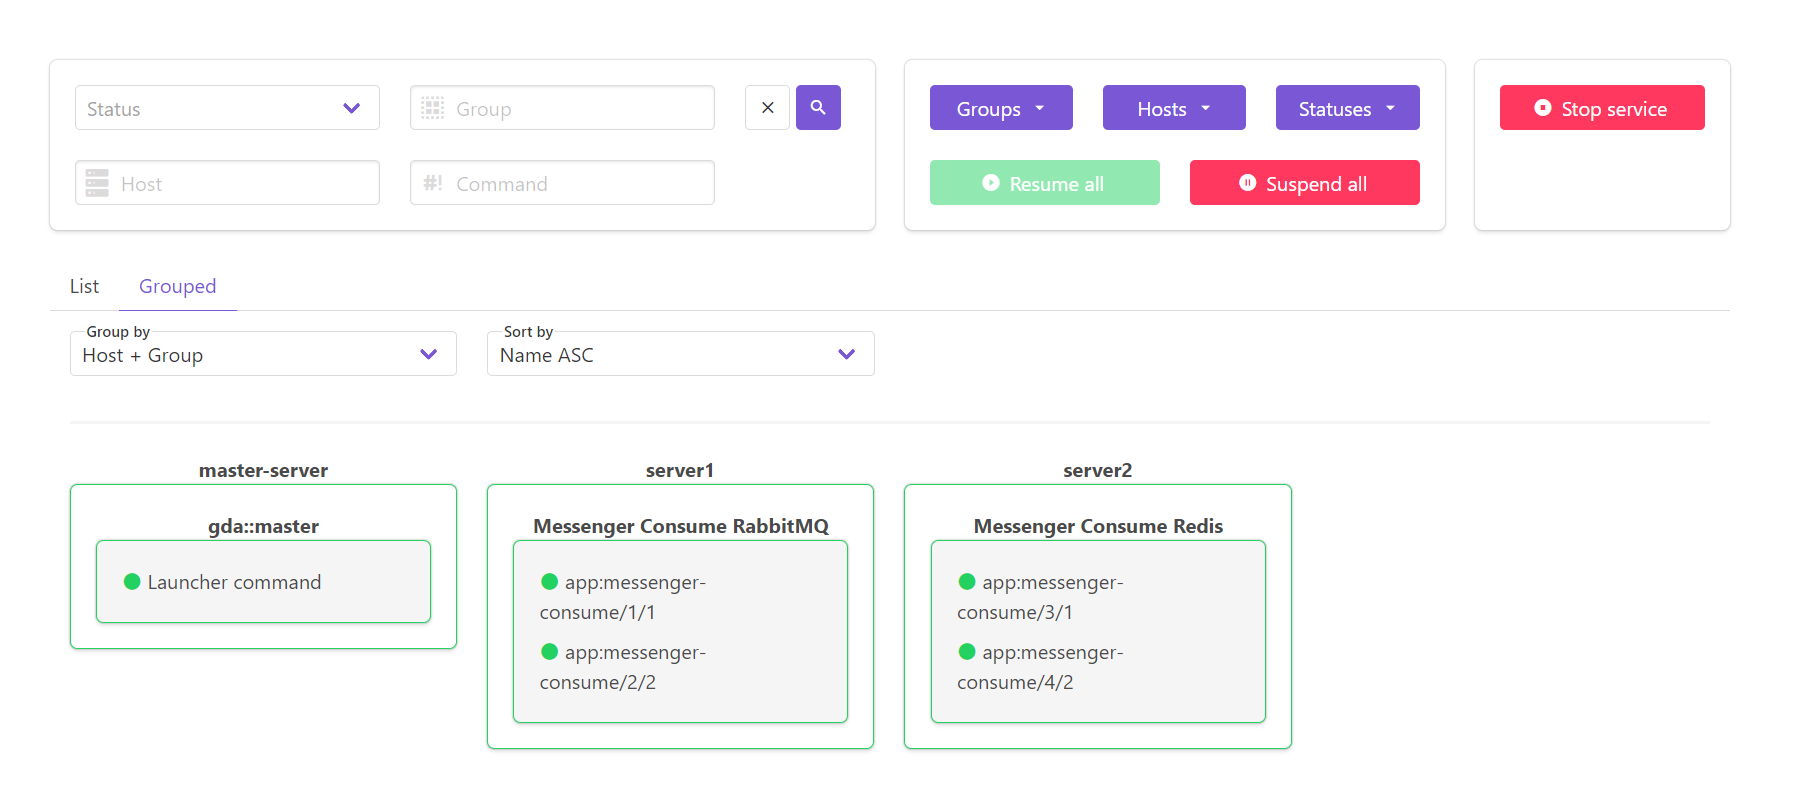 Status
Group
Host
#! Command
Groups
Hosts
Statuses
Resume all
Suspend all
Stop service
List
Grouped
Group by
Host + Group
Sort by
Name ASC
master-server
gda::master
Launcher command
server1
Messenger Consume RabbitMQ
app:messenger-
consume/1/1
app:messenger-
consume/2/2
server2
Messenger Consume Redis
app:messenger-
consume/3/1
app:messenger-
consume/4/2